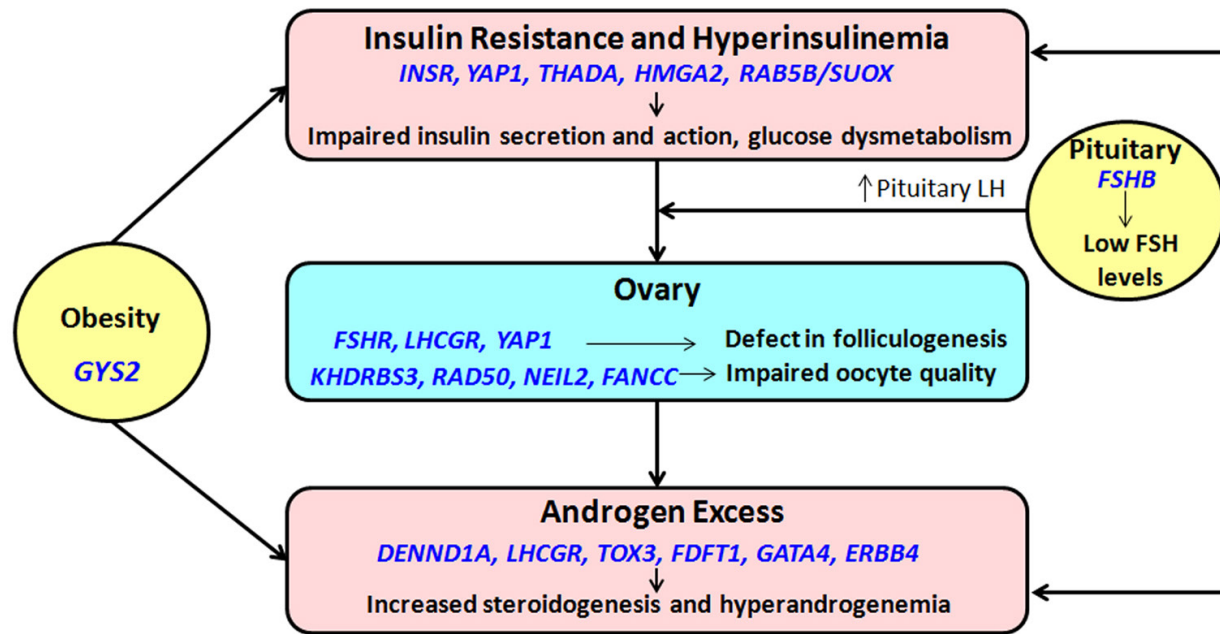 Insulin Resistance and Hyperinsulinemia
INSR, YAP1, THADA, HMGA2, RAB5B/SUOX
↓
Impaired insulin secretion and action, glucose dysmetabolism
Pituitary
FSHB
↓
Low FSH
levels
↑ Pituitary LH
Obesity
GYS2
Ovary
FSHR, LHCGR, YAP1 → Defect in folliculogenesis
KHDRBS3, RAD50, NEIL2, FANCC → Impaired oocyte quality
Androgen Excess
DENND1A, LHCGR, TOX3, FDFT1, GATA4, ERBB4
↓
Increased steroidogenesis and hyperandrogenemia